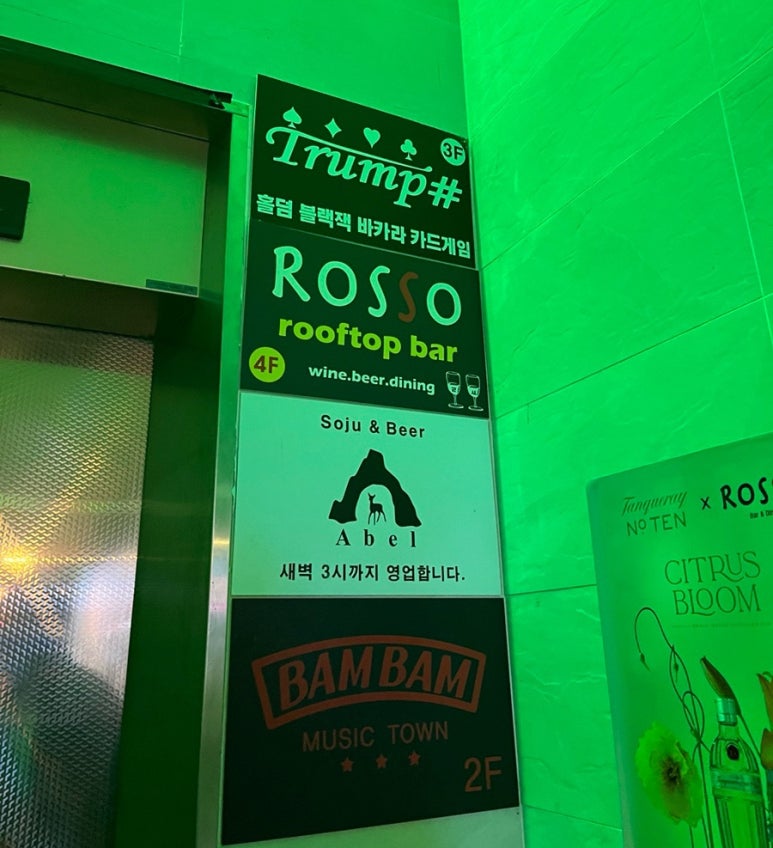 3F
Trump#
홀덤 블랙잭 바카라 카드게임
ROSSO
rooftop bar
4F
wine.beer.dining
Soju & Beer
Abel
새벽 3시까지 영업합니다.
BAM BAM
MUSIC TOWN
2F
Tanqueray
Nº TEN
x ROSS
CITRUS
BLOOM